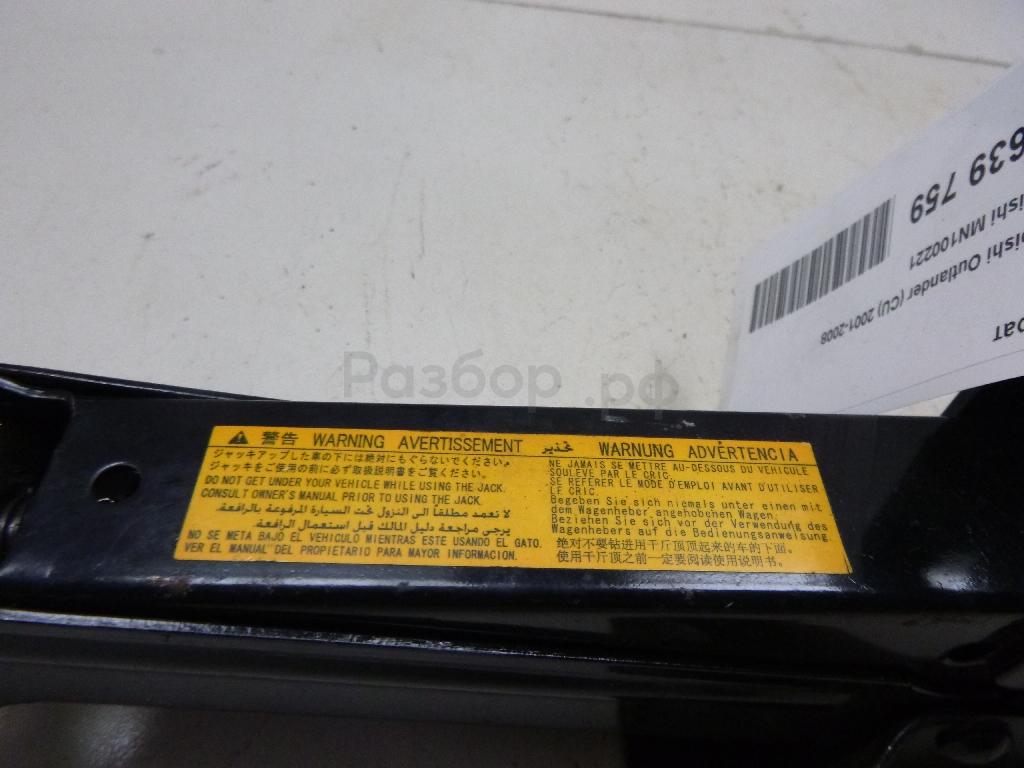 639 759
ishi MN100221
bishi Outlander (CU) 2001-2008
Разбор.рф
警告 WARNING AVERTISSEMENT تحذير WARNUNG ADVERTENCIA
ジャッキアップした車の下には絶対にもぐらないでください。
ジャッキをご使用の前に必ず取扱説明書をご覧ください。
DO NOT GET UNDER YOUR VEHICLE WHILE USING THE JACK.
CONSULT OWNER'S MANUAL PRIOR TO USING THE JACK.
لا تعمد مطلقاً الى النزول تحت السيارة المرفوعة بالرافعة.
يرجى مراجعة دليل المالك قبل استعمال الرافعة.
NO SE META BAJO EL VEHICULO MIENTRAS ESTE USANDO EL GATO.
VER EL MANUAL DEL PROPIETARIO PARA MAYOR INFORMACION.
NE JAMAIS SE METTRE AU-DESSOUS DU VEHICULE
SOULEVE PAR LE CRIC.
SE REFERER LE MODE D'EMPLOI AVANT D'UTILISER
LE CRIC.
Begeben Sie sich niemals unter einen mit
dem Wagenheber angehobenen Wagen.
Beziehen Sie sich vor der Verwendung des
Wagenhebers auf die Bedienungsanweisung.
绝对不要钻进用千斤顶顶起来的车的下面。
使用千斤顶之前一定要阅读使用说明书。